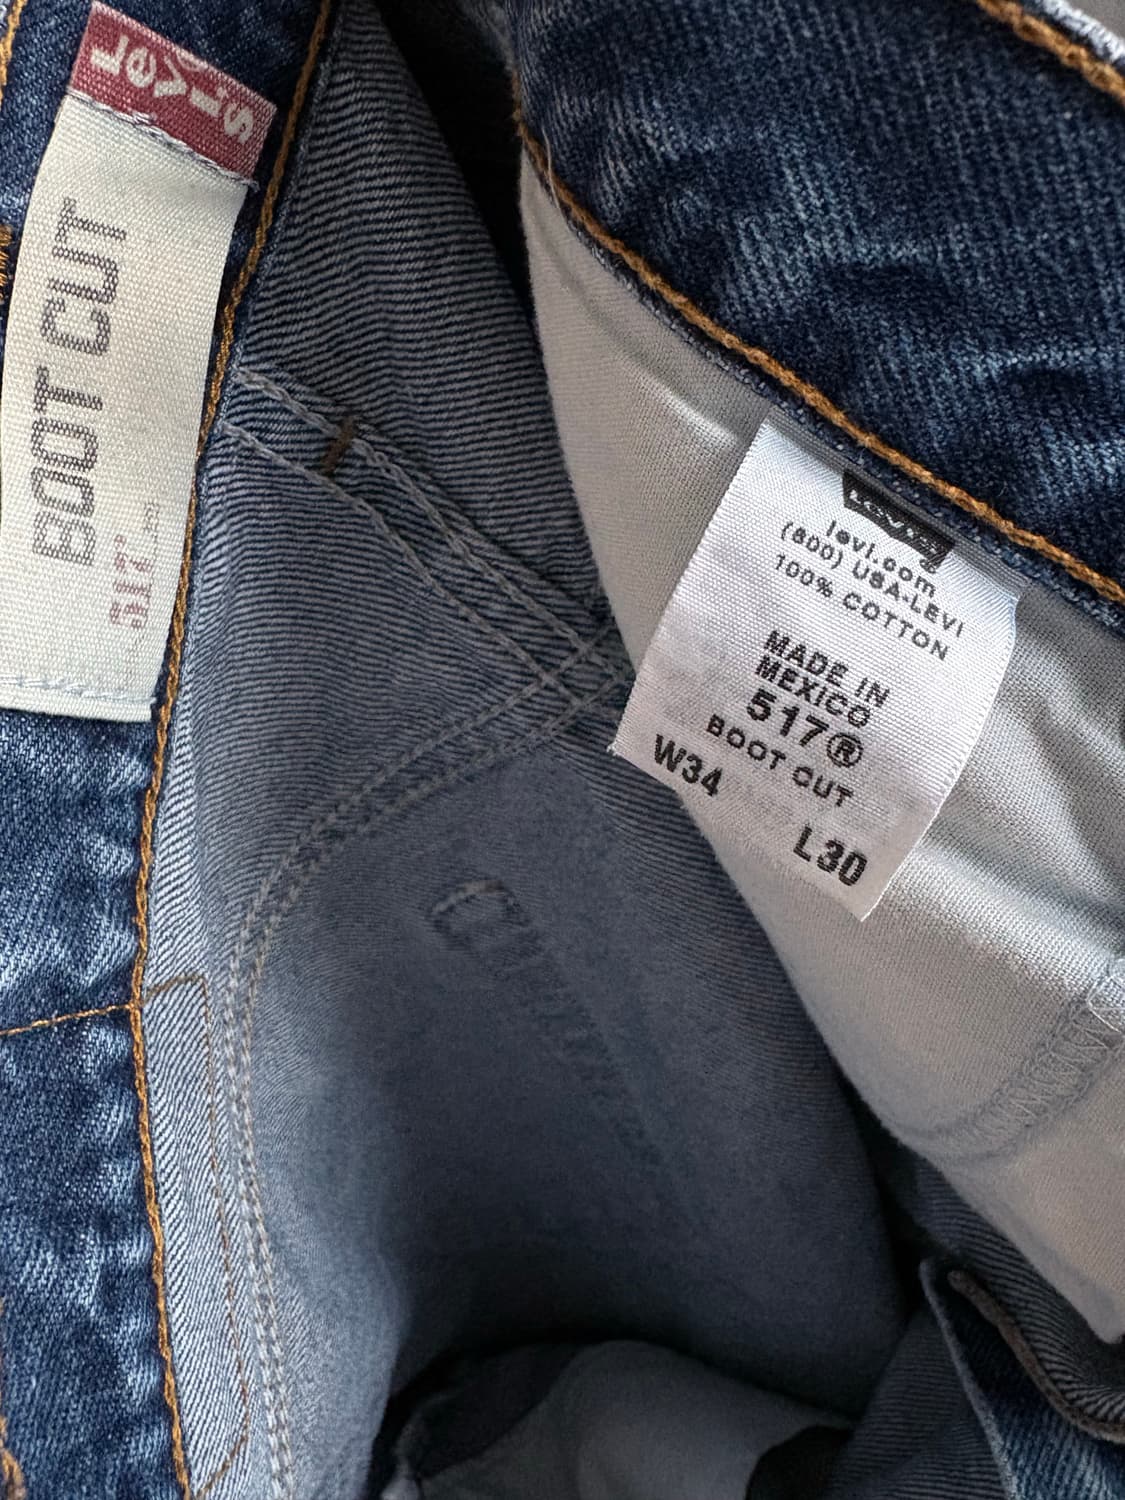 Levi's
BOOT CUT
517™
Levi's
levi.com
(800) USA-LEVI
100% COTTON
MADE IN
MEXICO
517®
BOOT CUT
W34
L30